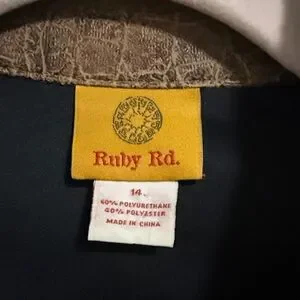 Ruby Rd.
14
60% POLYURETHANE
40% POLYESTER
MADE IN CHINA